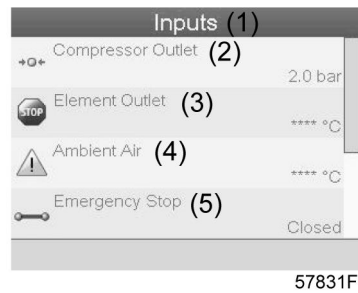 Inputs (1)
Compressor Outlet (2)
2.0 bar
STOP
Element Outlet (3)
**** °C
Ambient Air (4)
**** °C
Emergency Stop (5)
Closed
57831F